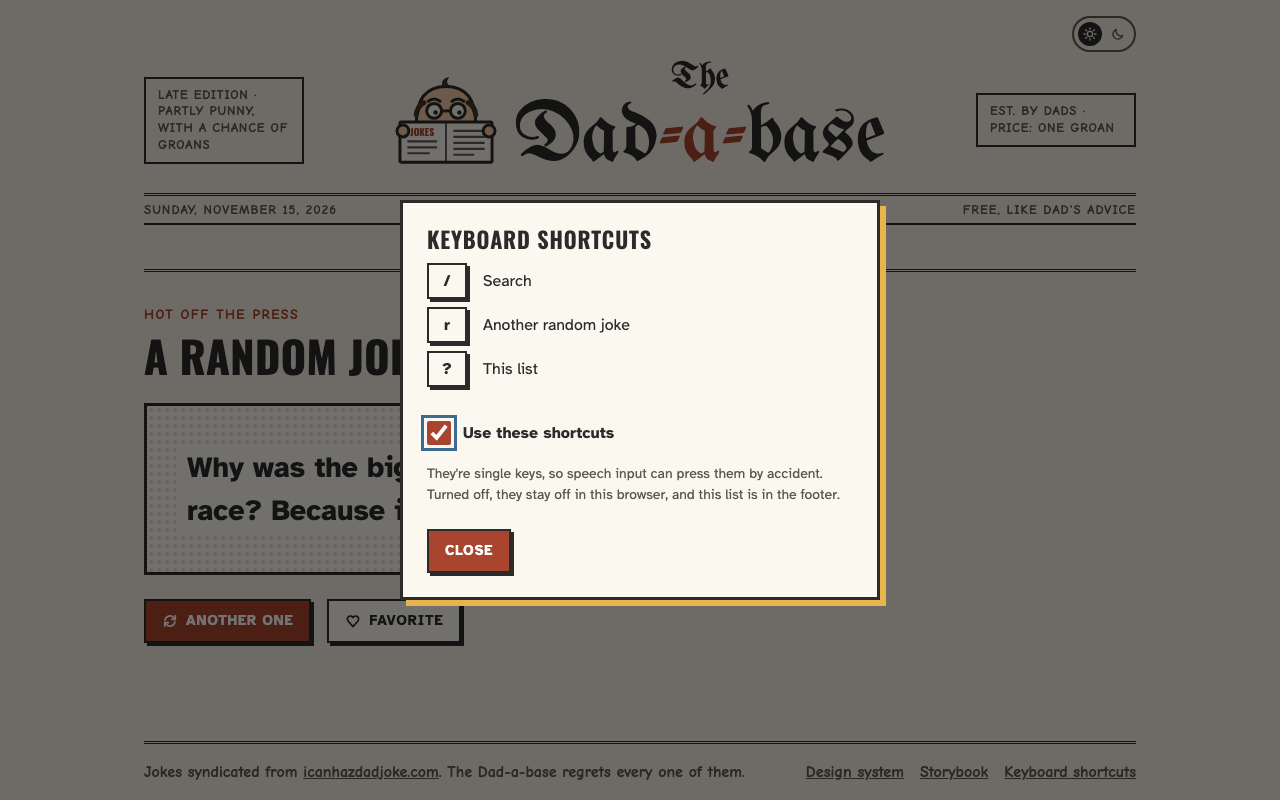 LATE EDITION ·
PARTLY PUNNY,
WITH A CHANCE OF
GROANS
JOKES
The
Dad=a=base
EST. BY DADS ·
PRICE: ONE GROAN
SUNDAY, NOVEMBER 15, 2026
FREE, LIKE DAD'S ADVICE
HOT OFF THE PRESS
A RANDOM JO
Why was the big
race? Because i
ANOTHER ONE
FAVORITE
KEYBOARD SHORTCUTS
/ Search
r Another random joke
? This list
Use these shortcuts
They're single keys, so speech input can press them by accident.
Turned off, they stay off in this browser, and this list is in the footer.
CLOSE
Jokes syndicated from icanhazdadjoke.com. The Dad-a-base regrets every one of them.
Design system Storybook Keyboard shortcuts